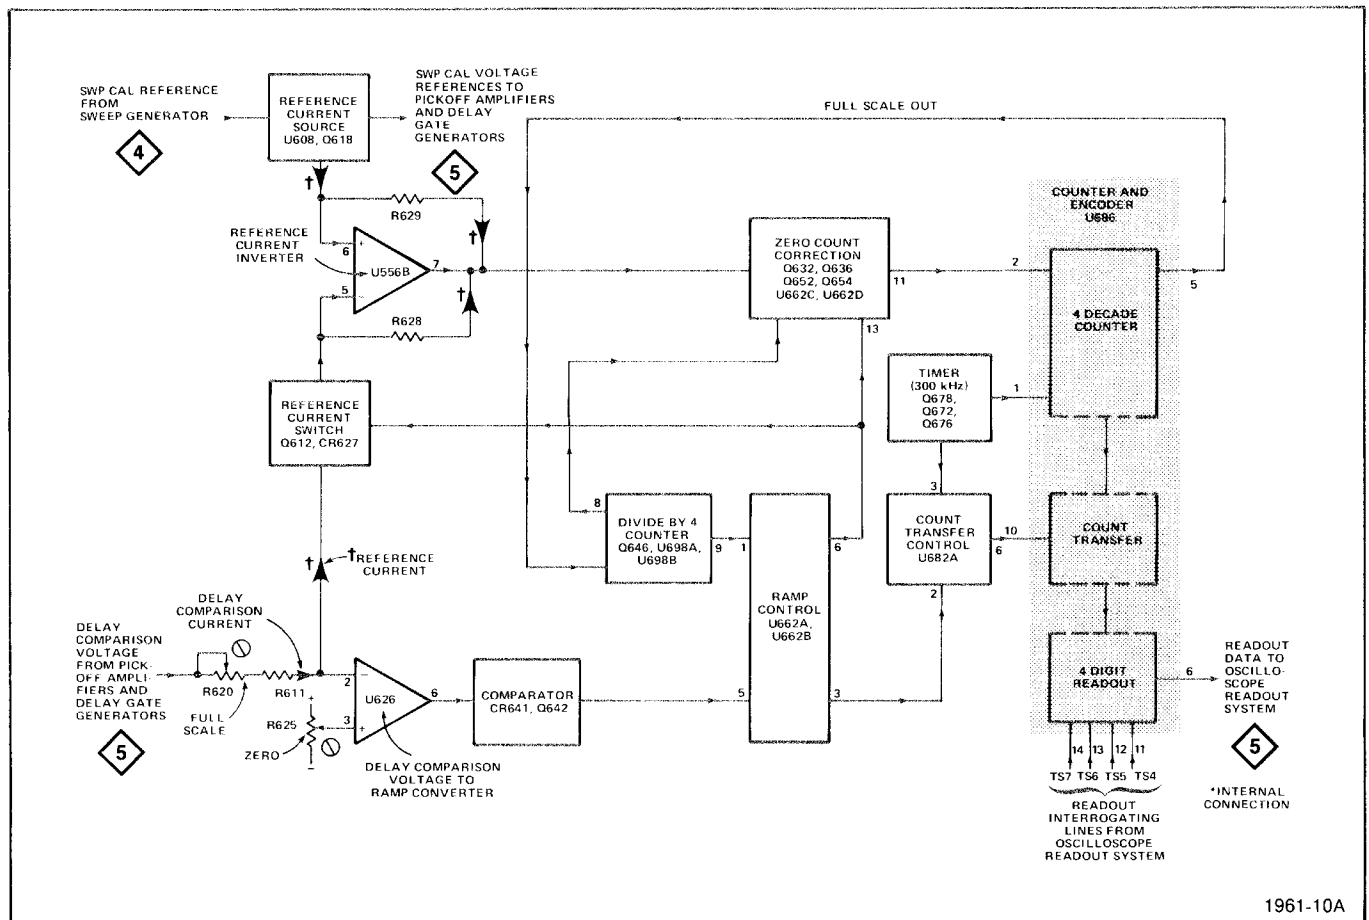 SWP CAL REFERENCE
FROM
SWEEP GENERATOR
4
REFERENCE
CURRENT
SOURCE
U608, Q618
SWP CAL VOLTAGE
REFERENCES TO
PICKOFF AMPLIFIERS
AND DELAY
GATE
GENERATORS
5
FULL SCALE OUT
†
R629
†
REFERENCE
CURRENT
INVERTER
6
+
U556B
7
5
−
†
R628
ZERO COUNT
CORRECTION
Q632, Q636
Q652, Q654
U662C, U662D
11
13
COUNTER AND
ENCODER
U686
2
4 DECADE
COUNTER
5
TIMER
(300 kHz)
Q678,
Q672,
Q676
1
REFERENCE
CURRENT
SWITCH
Q612, CR627
3
8
DIVIDE BY 4
COUNTER
Q646, U698A,
U698B
9
1
6
COUNT
TRANSFER
CONTROL
U682A
10
6
2
COUNT
TRANSFER
RAMP
CONTROL
U662A,
U662B
5
3
† †REFERENCE
CURRENT
DELAY
COMPARISON
CURRENT
DELAY
COMPARISON
VOLTAGE
FROM PICK-
OFF AMPLI-
FIERS AND
DELAY GATE
GENERATORS
5
R620
FULL
SCALE
R611
2
−
U626
6
3
+
+
R625
ZERO
−
DELAY COMPARISON
VOLTAGE TO
RAMP CONVERTER
COMPARATOR
CR641, Q642
4 DIGIT
READOUT
6
READOUT
DATA TO
OSCILLO-
SCOPE
READOUT
SYSTEM
5
14 13 12 11
TS7 TS6 TS5 TS4
READOUT
INTERROGATING
LINES FROM
OSCILLOSCOPE
READOUT SYSTEM
*INTERNAL
CONNECTION
1961-10A